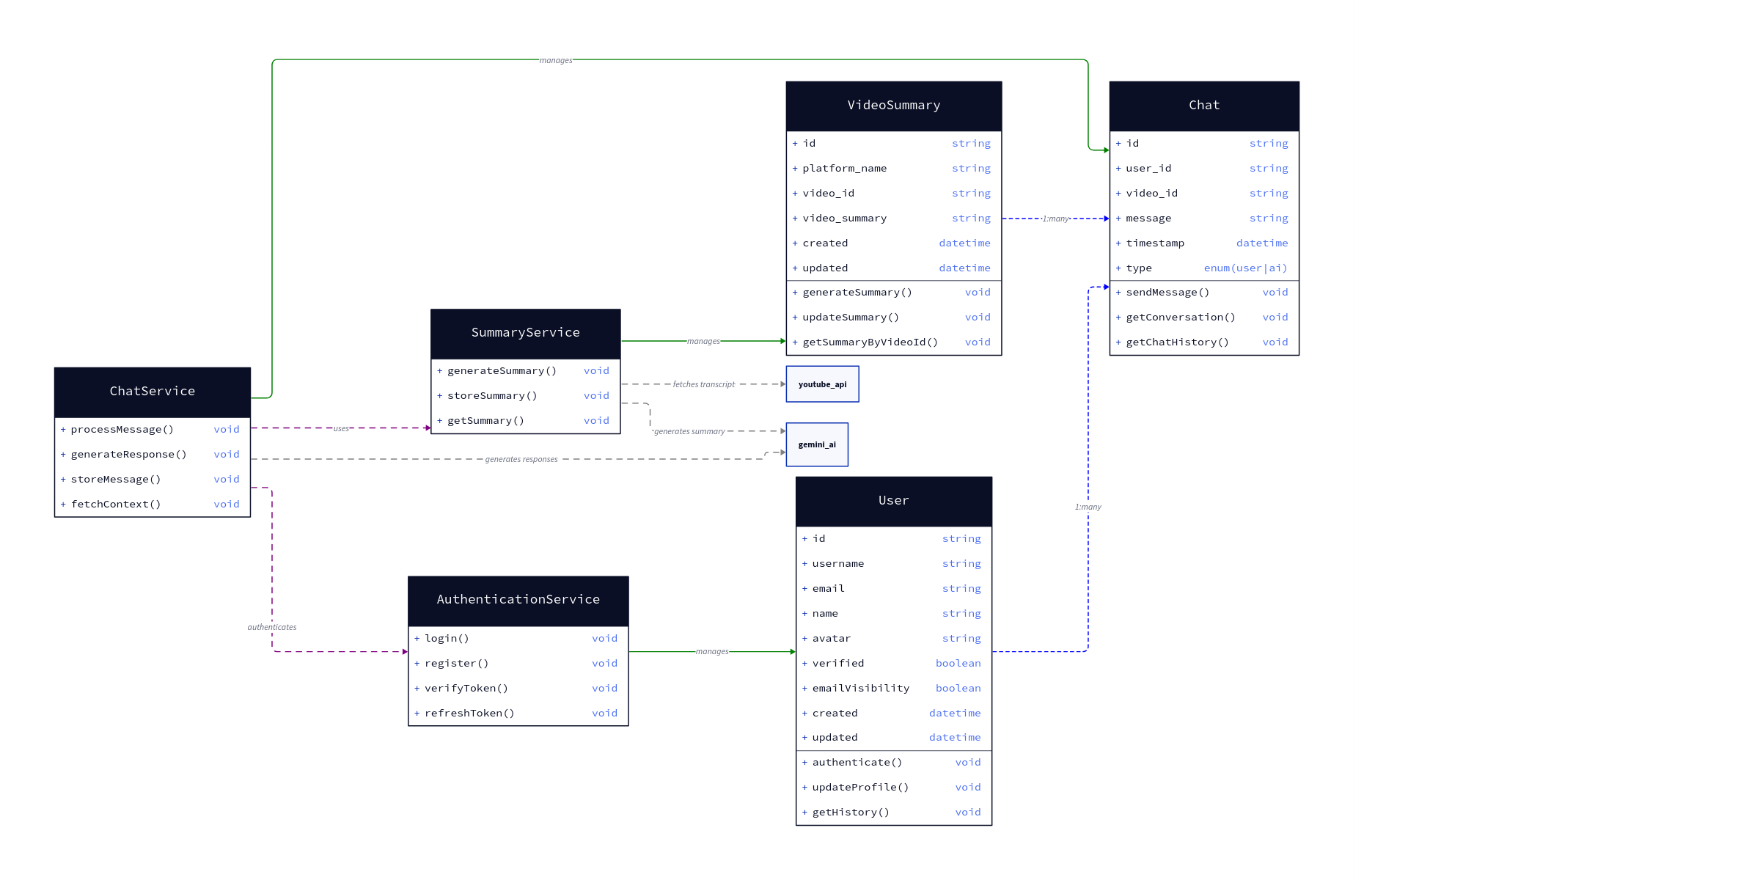 manages
VideoSummary
+ id string
+ platform_name string
+ video_id string
+ video_summary string
+ created datetime
+ updated datetime
+ generateSummary() void
+ updateSummary() void
+ getSummaryByVideoId() void
Chat
+ id string
+ user_id string
+ video_id string
+ message string
+ timestamp datetime
+ type enum(user|ai)
+ sendMessage() void
+ getConversation() void
+ getChatHistory() void
1:many
SummaryService
+ generateSummary() void
+ storeSummary() void
+ getSummary() void
manages
fetches transcript
youtube_api
generates summary
gemini_ai
ChatService
+ processMessage() void
+ generateResponse() void
+ storeMessage() void
+ fetchContext() void
uses
generates responses
authenticates
User
+ id string
+ username string
+ email string
+ name string
+ avatar string
+ verified boolean
+ emailVisibility boolean
+ created datetime
+ updated datetime
+ authenticate() void
+ updateProfile() void
+ getHistory() void
1:many
AuthenticationService
+ login() void
+ register() void
+ verifyToken() void
+ refreshToken() void
manages